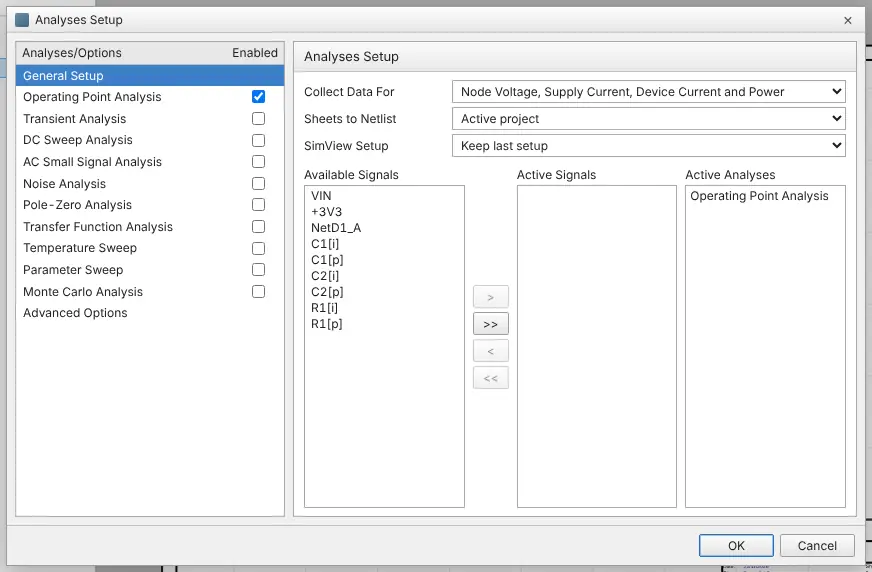 Analyses Setup
Analyses/Options Enabled
General Setup
Operating Point Analysis
Transient Analysis
DC Sweep Analysis
AC Small Signal Analysis
Noise Analysis
Pole-Zero Analysis
Transfer Function Analysis
Temperature Sweep
Parameter Sweep
Monte Carlo Analysis
Advanced Options
Analyses Setup
Collect Data For Node Voltage, Supply Current, Device Current and Power
Sheets to Netlist Active project
SimView Setup Keep last setup
Available Signals
VIN
+3V3
NetD1_A
C1[i]
C1[p]
C2[i]
C2[p]
R1[i]
R1[p]
>
>>
<
<<
Active Signals
Active Analyses
Operating Point Analysis
OK Cancel